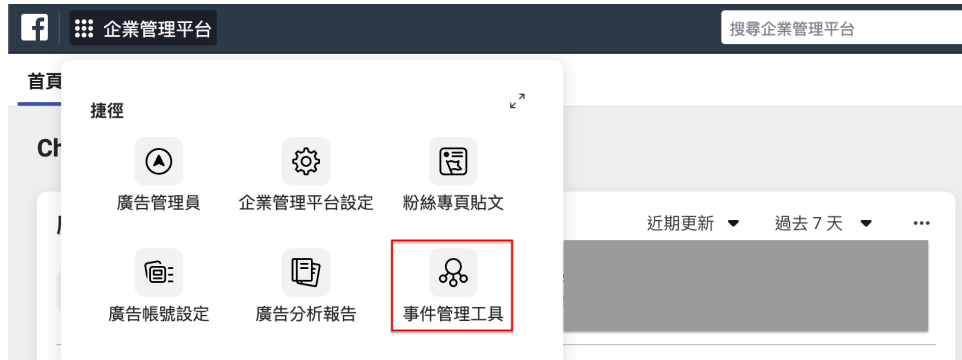 企業管理平台
搜尋企業管理平台
首頁
捷徑
Ch
廣告管理員
企業管理平台設定
粉絲專頁貼文
近期更新
過去 7 天
廣告帳號設定
廣告分析報告
事件管理工具